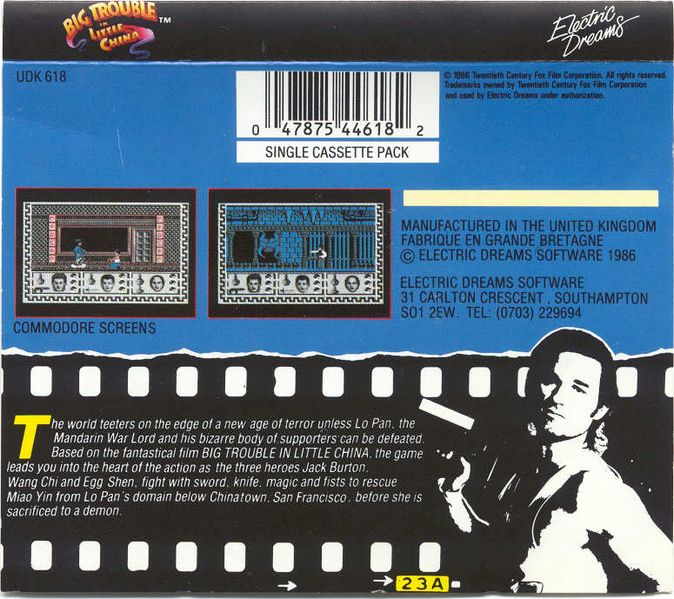 BIG TROUBLE
IN
LITTLE
CHINA
TM
Electric
Dreams
UDK 618
© 1986 Twentieth Century Fox Film Corporation. All rights reserved.
Trademarks owned by Twentieth Century Fox Film Corporation
and used by Electric Dreams under authorization.
0 47875 44618 2
SINGLE CASSETTE PACK
MANUFACTURED IN THE UNITED KINGDOM
FABRIQUE EN GRANDE BRETAGNE
© ELECTRIC DREAMS SOFTWARE 1986
ELECTRIC DREAMS SOFTWARE
31 CARLTON CRESCENT , SOUTHAMPTON
SO1 2EW. TEL: (0703) 229694
COMMODORE SCREENS
The world teeters on the edge of a new age of terror unless Lo Pan, the
Mandarin War Lord and his bizarre body of supporters can be defeated.
Based on the fantastical film BIG TROUBLE IN LITTLE CHINA, the game
leads you into the heart of the action as the three heroes Jack Burton,
Wang Chi and Egg Shen, fight with sword, knife, magic and fists to rescue
Miao Yin from Lo Pan's domain below Chinatown, San Francisco, before she is
sacrificed to a demon.
23A